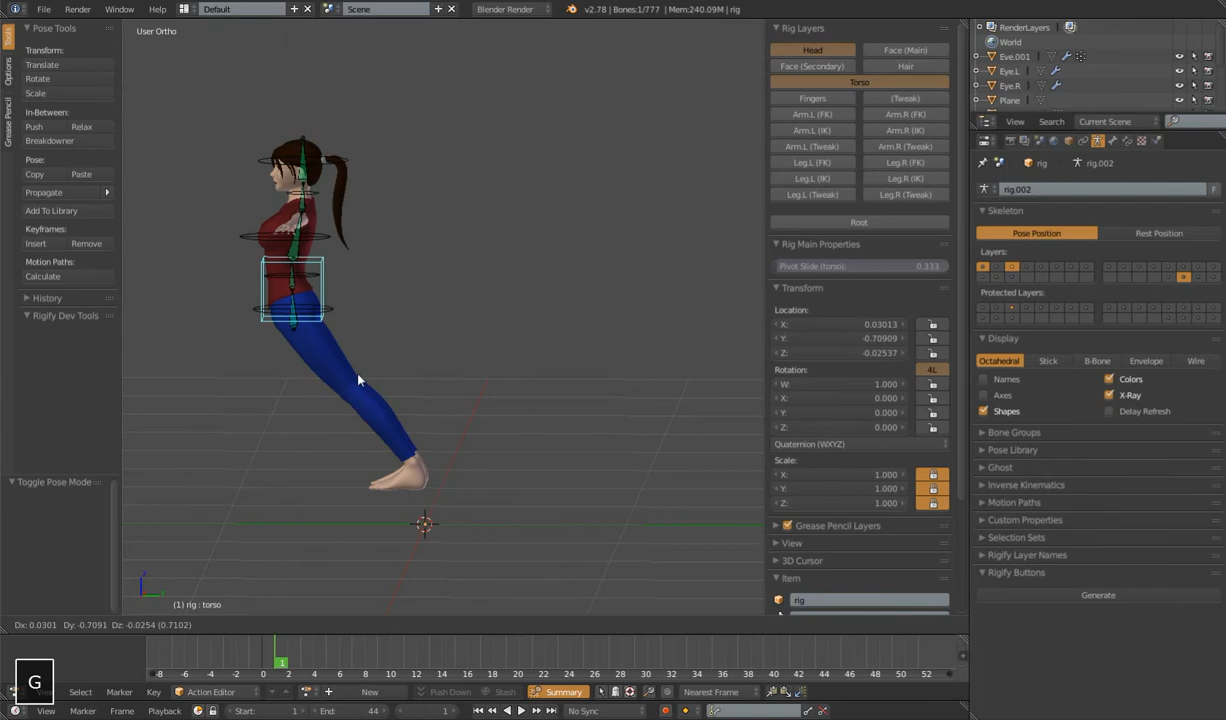 File Render Window Help Default Scene Blender Render v2.78 | Bones:1/777 | Mem:240.09M | rig
Tools
Options
Grease Pencil
Pose Tools
Transform:
Translate
Rotate
Scale
In-Between:
Push Relax
Breakdowner
Pose:
Copy Paste
Propagate
Add To Library
Keyframes:
Insert Remove
Motion Paths:
Calculate
History
Rigify Dev Tools
Toggle Pose Mode
User Ortho
z
(1) rig : torso
Rig Layers
Head Face (Main)
Face (Secondary) Hair
Torso
Fingers (Tweak)
Arm.L (FK) Arm.R (FK)
Arm.L (IK) Arm.R (IK)
Arm.L (Tweak) Arm.R (Tweak)
Leg.L (FK) Leg.R (FK)
Leg.L (IK) Leg.R (IK)
Leg.L (Tweak) Leg.R (Tweak)
Root
Rig Main Properties
Pivot Slide (torso): 0.333
Transform
Location:
X: 0.03013
Y: -0.70909
Z: -0.02537
Rotation: 4L
W: 1.000
X: 0.000
Y: 0.000
Z: 0.000
Quaternion (WXYZ)
Scale:
X: 1.000
Y: 1.000
Z: 1.000
Grease Pencil Layers
View
3D Cursor
Item
rig
RenderLayers
World
Eve.001
Eye.L
Eye.R
Plane
View Search Current Scene
rig rig.002
rig.002 F
Skeleton
Pose Position Rest Position
Layers:
Protected Layers:
Display
Octahedral Stick B-Bone Envelope Wire
Names Colors
Axes X-Ray
Shapes Delay Refresh
Bone Groups
Pose Library
Ghost
Inverse Kinematics
Motion Paths
Custom Properties
Selection Sets
Rigify Layer Names
Rigify Buttons
Generate
Dx: 0.0301 Dy: -0.7091 Dz: -0.0254 (0.7102)
1
-8 -6 -4 -2 0 2 4 6 8 10 12 14 16 18 20 22 24 26 28 30 32 34 36 38 40 42 44 46 48 50 52
G
Select Marker Key Action Editor New Push Down Stash Summary Nearest Frame
View Marker Frame Playback Start: 1 End: 44 1 No Sync